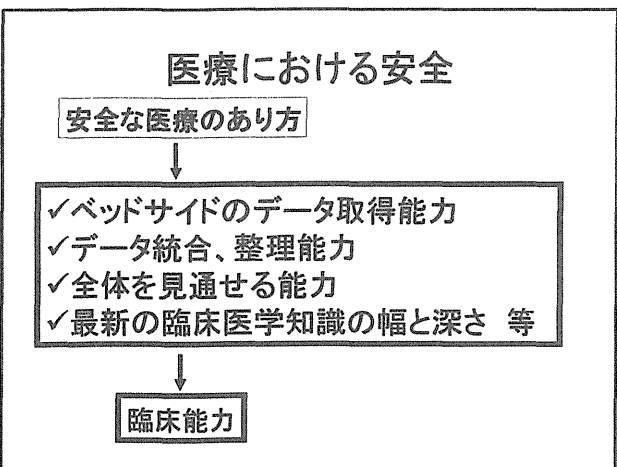 医療における安全
安全な医療のあり方
✓ベッドサイドのデータ取得能力
✓データ統合、整理能力
✓全体を見通せる能力
✓最新の臨床医学知識の幅と深さ 等
臨床能力